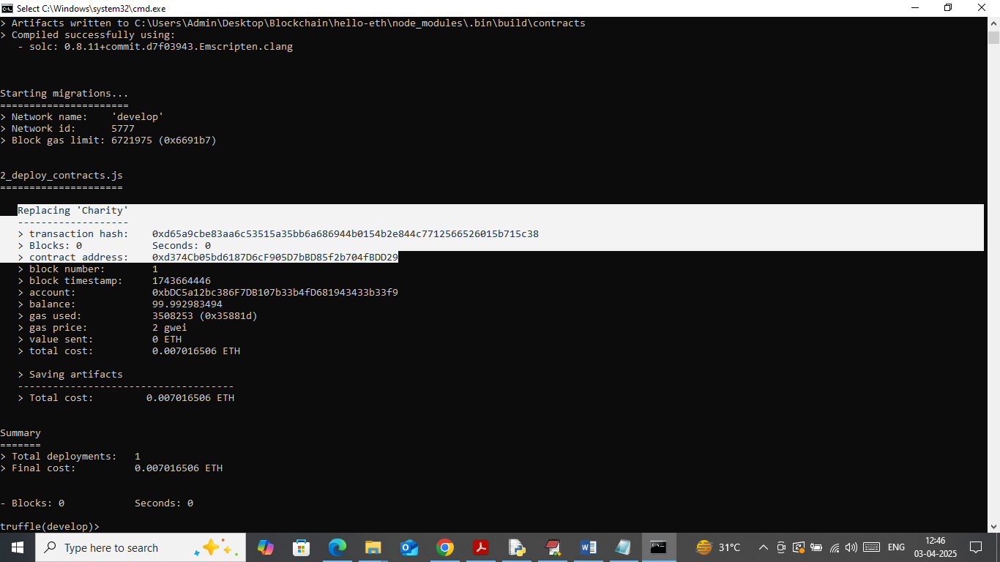 Select C:\Windows\system32\cmd.exe
> Artifacts written to C:\Users\Admin\Desktop\Blockchain\hello-eth\node_modules\.bin\build\contracts
> Compiled successfully using:
   - solc: 0.8.11+commit.d7f03943.Emscripten.clang
Starting migrations...
======================
> Network name:    'develop'
> Network id:      5777
> Block gas limit: 6721975 (0x6691b7)
2_deploy_contracts.js
=====================
   Replacing 'Charity'
   -------------------
   > transaction hash:    0xd65a9cbe83aa6c53515a35bb6a686944b0154b2e844c7712566526015b715c38
   > Blocks: 0            Seconds: 0
   > contract address:    0xd374Cb05bd6187D6cF905D7bBD85f2b704fBDD29
   > block number:        1
   > block timestamp:     1743664446
   > account:             0xbDC5a12bc386F7DB107b33b4fD681943433b33f9
   > balance:             99.992983494
   > gas used:            3508253 (0x35881d)
   > gas price:           2 gwei
   > value sent:          0 ETH
   > total cost:          0.007016506 ETH
   > Saving artifacts
   -------------------------------------
   > Total cost:         0.007016506 ETH
Summary
=======
> Total deployments:   1
> Final cost:          0.007016506 ETH
- Blocks: 0            Seconds: 0
truffle(develop)>
Type here to search
31°C
ENG
12:46
03-04-2025